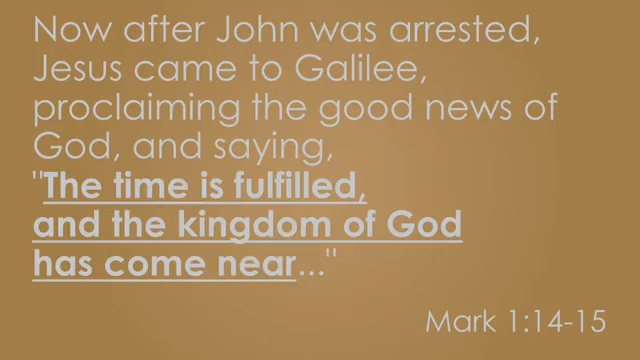 Now after John was arrested,
Jesus came to Galilee,
proclaiming the good news of
God, and saying,
"The time is fulfilled,
and the kingdom of God
has come near..."
Mark 1:14-15